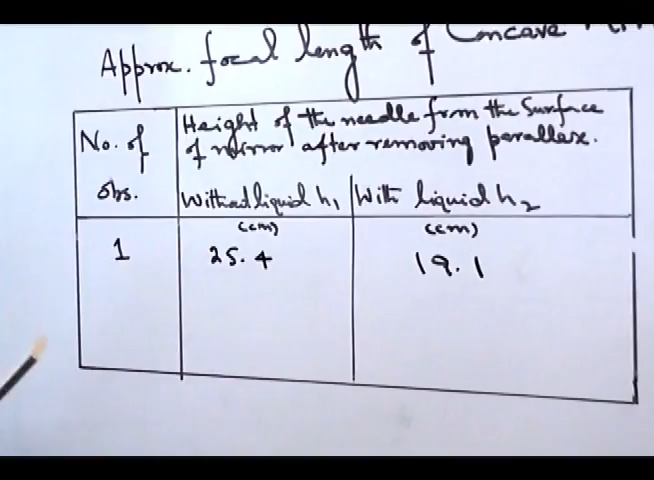 Approx. focal length of Concave
No. of obs.
Height of the needle from the surface
of mirror after removing parallax.
Without liquid h₁
With liquid h₂
(cm)
(cm)
1
25.4
19.1